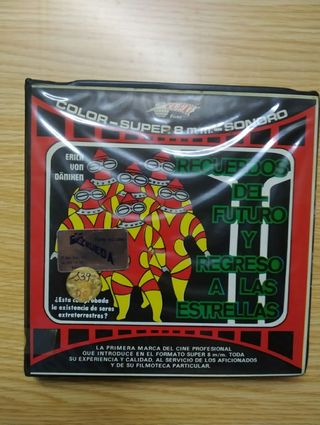 COLOR - SUPER 8 m/m. - SONORO
ERICH
VON
DÄNIKEN
RECUERDOS
DEL
FUTURO
Y
REGRESO
A LAS
ESTRELLAS
¿Esta comprobada
la existencia de seres
extraterrestres?
LA PRIMERA MARCA DEL CINE PROFESIONAL
QUE INTRODUCE EN EL FORMATO SUPER 8 m/m. TODA
SU EXPERIENCIA Y CALIDAD, AL SERVICIO DE LOS AFICIONADOS
Y DE SU FILMOTECA PARTICULAR.